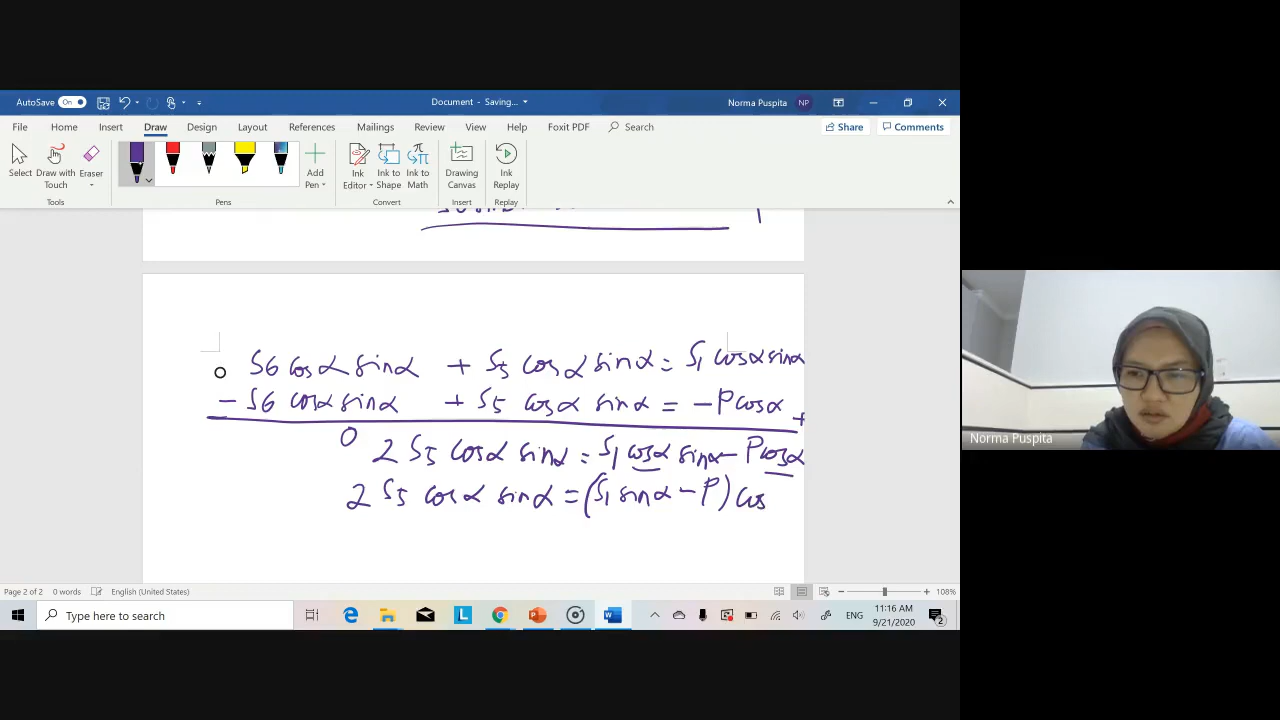 AutoSave On
Document - Saving...
Norma Puspita NP
File Home Insert Draw Design Layout References Mailings Review View Help Foxit PDF Search
Share Comments
Select Draw with Touch Eraser Add Pen Ink Editor Ink to Shape Ink to Math Drawing Canvas Ink Replay
Tools Pens Convert Insert Replay
S6 cosα sinα + S5 cosα sinα = S1 cosα sinα
- S6 cosα sinα + S5 cosα sinα = -P cosα +
0 2 S5 cosα sinα = S1 cosα sinα - P cosα
2 S5 cosα sinα = (S1 sinα - P) cos
Norma Puspita
Page 2 of 2 0 words English (United States) 108%
Type here to search
ENG 11:16 AM
9/21/2020 2